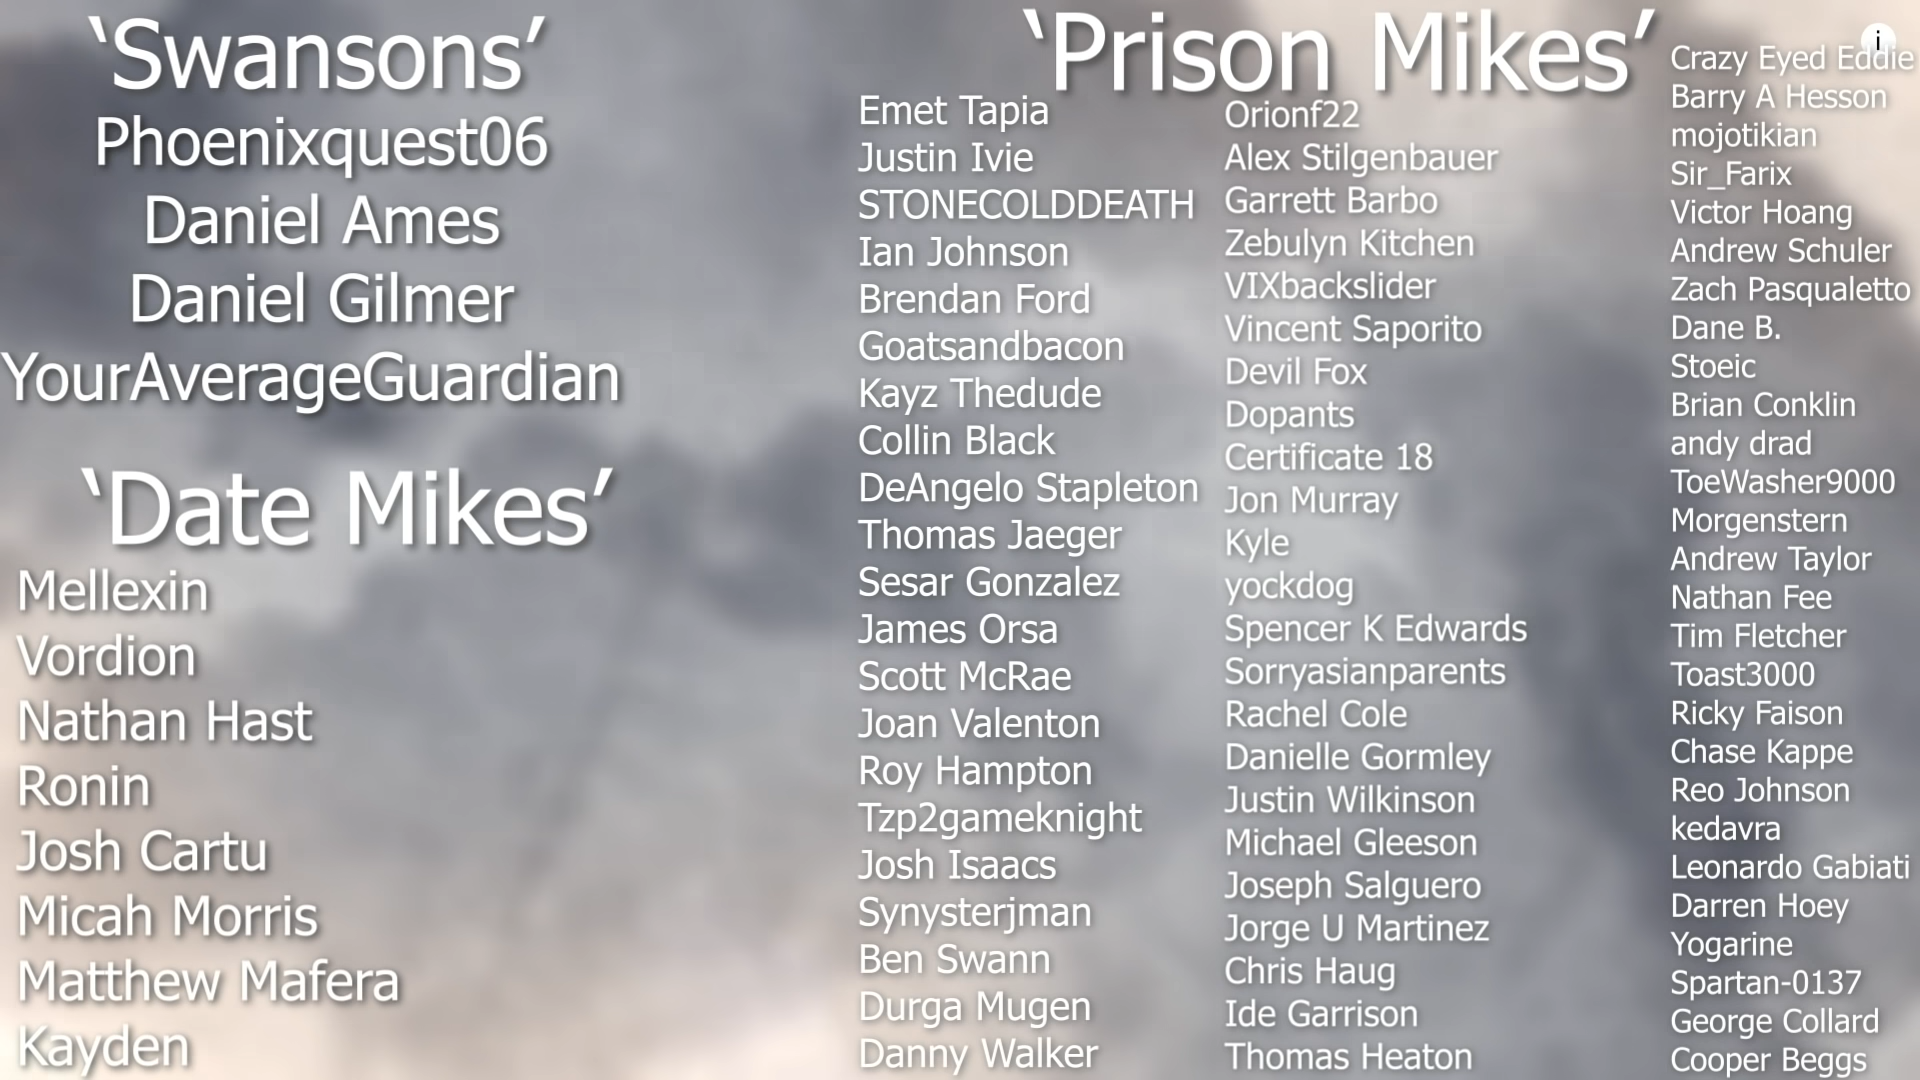 ‘Swansons’
Phoenixquest06
Daniel Ames
Daniel Gilmer
YourAverageGuardian
‘Date Mikes’
Mellexin
Vordion
Nathan Hast
Ronin
Josh Cartu
Micah Morris
Matthew Mafera
Kayden
‘Prison Mikes’
Emet Tapia
Justin Ivie
STONECOLDDEATH
Ian Johnson
Brendan Ford
Goatsandbacon
Kayz Thedude
Collin Black
DeAngelo Stapleton
Thomas Jaeger
Sesar Gonzalez
James Orsa
Scott McRae
Joan Valenton
Roy Hampton
Tzp2gameknight
Josh Isaacs
Synysterjman
Ben Swann
Durga Mugen
Danny Walker
Orionf22
Alex Stilgenbauer
Garrett Barbo
Zebulyn Kitchen
VIXbackslider
Vincent Saporito
Devil Fox
Dopants
Certificate 18
Jon Murray
Kyle
yockdog
Spencer K Edwards
Sorryasianparents
Rachel Cole
Danielle Gormley
Justin Wilkinson
Michael Gleeson
Joseph Salguero
Jorge U Martinez
Chris Haug
Ide Garrison
Thomas Heaton
i
Crazy Eyed Eddie
Barry A Hesson
mojotikian
Sir_Farix
Victor Hoang
Andrew Schuler
Zach Pasqualetto
Dane B.
Stoeic
Brian Conklin
andy drad
ToeWasher9000
Morgenstern
Andrew Taylor
Nathan Fee
Tim Fletcher
Toast3000
Ricky Faison
Chase Kappe
Reo Johnson
kedavra
Leonardo Gabiati
Darren Hoey
Yogarine
Spartan-0137
George Collard
Cooper Beggs